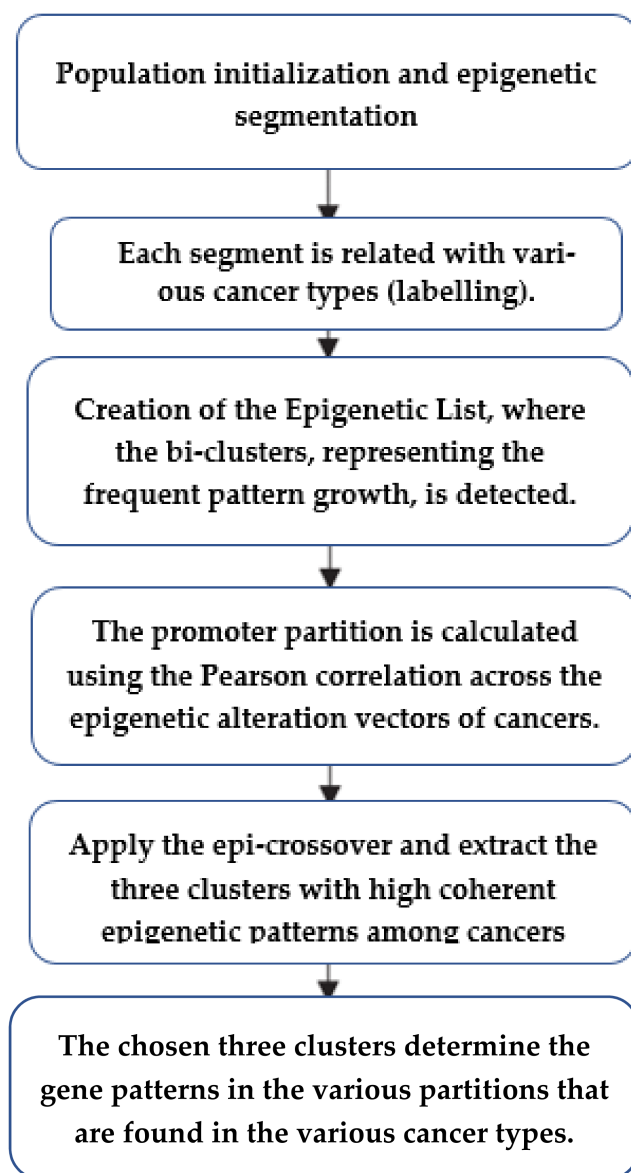 Population initialization and epigenetic
segmentation
Each segment is related with vari-
ous cancer types (labelling).
Creation of the Epigenetic List, where
the bi-clusters, representing the
frequent pattern growth, is detected.
The promoter partition is calculated
using the Pearson correlation across the
epigenetic alteration vectors of cancers.
Apply the epi-crossover and extract the
three clusters with high coherent
epigenetic patterns among cancers
The chosen three clusters determine the
gene patterns in the various partitions that
are found in the various cancer types.